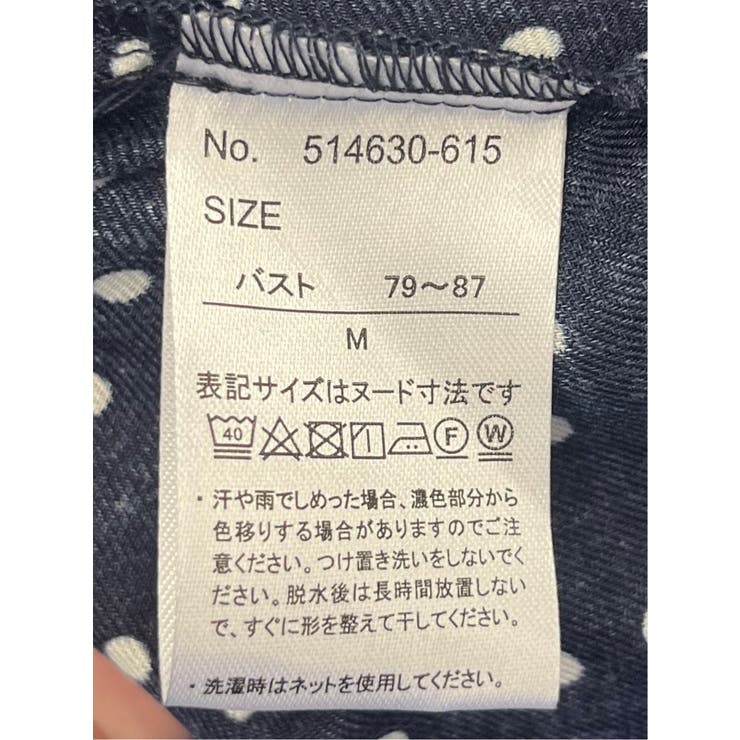 No. 514630-615
SIZE
バスト 79～87
M
表記サイズはヌード寸法です
40 F W
・汗や雨でしめった場合、濃色部分から
色移りする場合がありますのでご注
意ください。つけ置き洗いをしないでく
ださい。脱水後は長時間放置しない
で、すぐに形を整えて干してください。
・洗濯時はネットを使用してください。